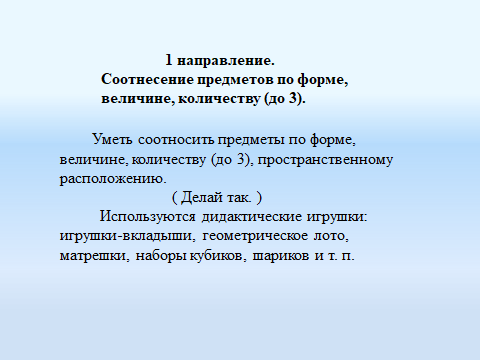 1 направление.
Соотнесение предметов по форме,
величине, количеству (до 3).
Уметь соотносить предметы по форме,
величине, количеству (до 3), пространственному
расположению.
( Делай так. )
Используются дидактические игрушки:
игрушки-вкладыши, геометрическое лото,
матрешки, наборы кубиков, шариков и т. п.